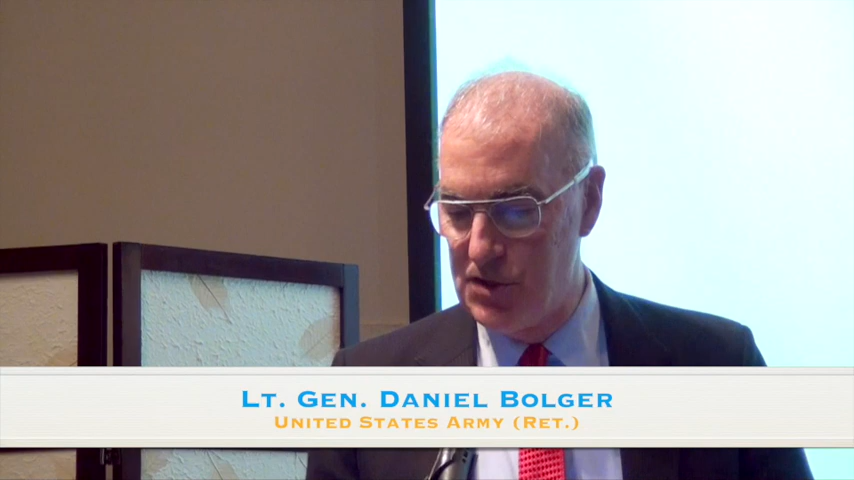 Lt. Gen. Daniel Bolger
United States Army (Ret.)